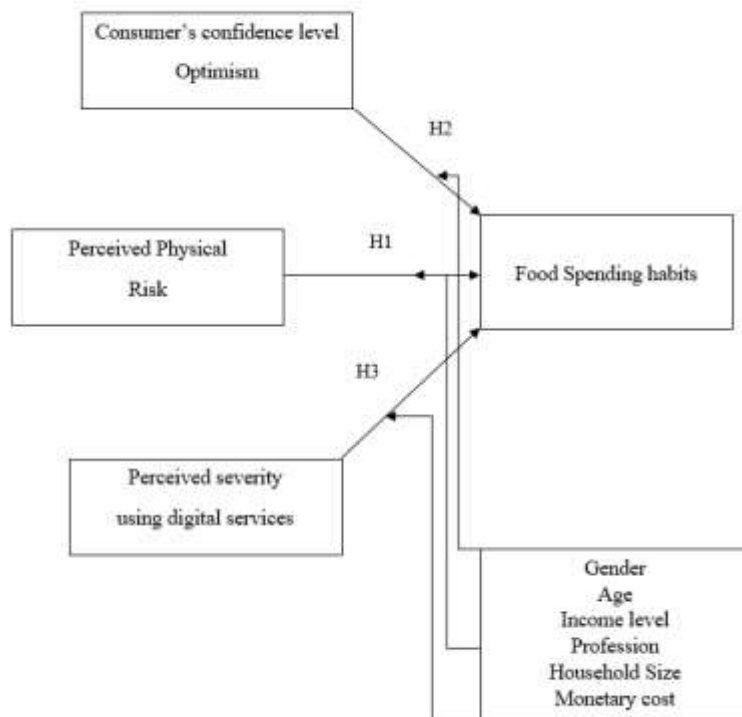 Consumer's confidence level
Optimism
H2
Perceived Physical
Risk
H1
Food Spending habits
H3
Perceived severity
using digital services
Gender
Age
Income level
Profession
Household Size
Monetary cost